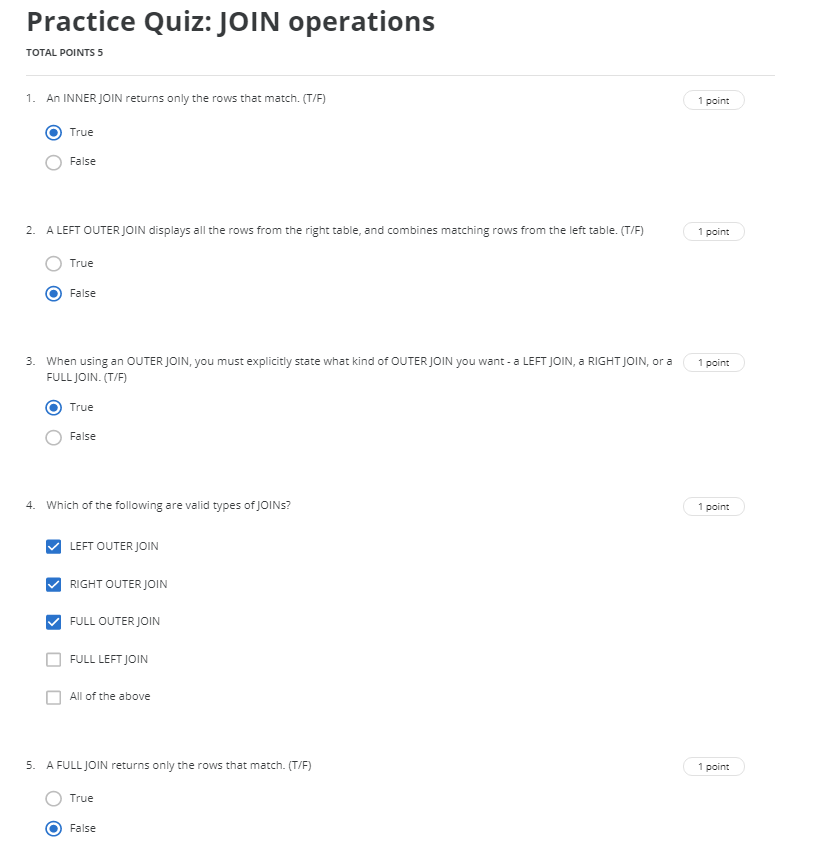 Practice Quiz: JOIN operations
TOTAL POINTS 5
1. An INNER JOIN returns only the rows that match. (T/F)
1 point
True
False
2. A LEFT OUTER JOIN displays all the rows from the right table, and combines matching rows from the left table. (T/F)
1 point
True
False
3. When using an OUTER JOIN, you must explicitly state what kind of OUTER JOIN you want - a LEFT JOIN, a RIGHT JOIN, or a
FULL JOIN. (T/F)
1 point
True
False
4. Which of the following are valid types of JOINs?
1 point
LEFT OUTER JOIN
RIGHT OUTER JOIN
FULL OUTER JOIN
FULL LEFT JOIN
All of the above
5. A FULL JOIN returns only the rows that match. (T/F)
1 point
True
False